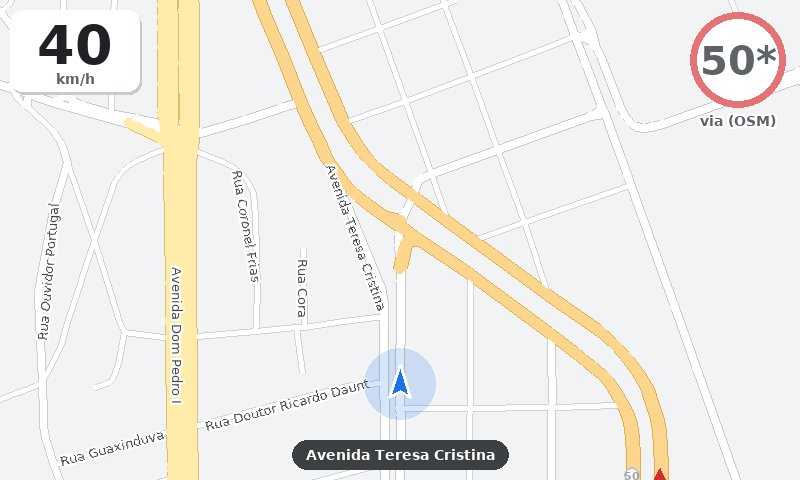 40
km/h
50*
via (OSM)
Rua Ouvidor Portugal
Rua Coronel Frias
Avenida Teresa Cristina
Rua Cora
Avenida Dom Pedro I
Rua Doutor Ricardo Daunt
Rua Guaxinduva
Avenida Teresa Cristina
50